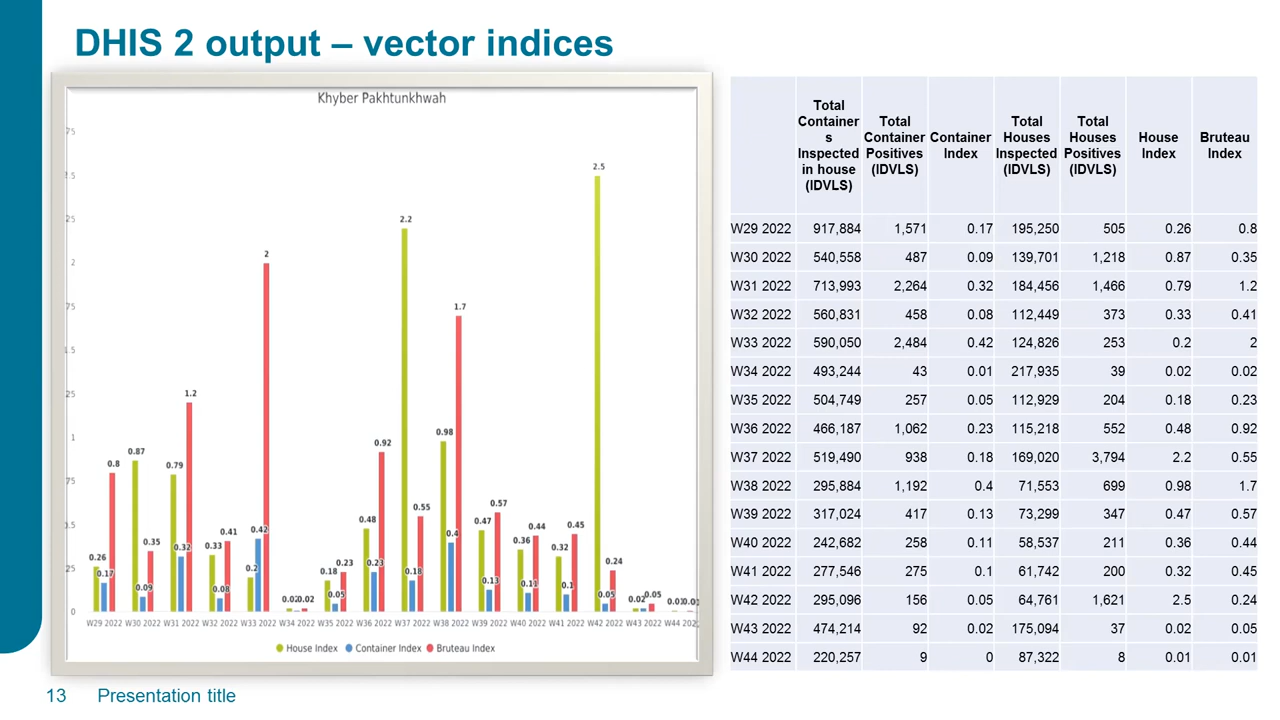 DHIS 2 output – vector indices
Khyber Pakhtunkhwah
75
2.5
25
2
75
1.5
25
1
75
0.5
25
0
0.26
0.17
0.8
0.87
0.09
0.35
0.79
0.32
1.2
0.33
0.08
0.41
0.2
0.42
2
0.02
0.02
0.18
0.05
0.23
0.48
0.23
0.92
2.2
0.18
0.55
0.98
0.4
1.7
0.47
0.13
0.57
0.36
0.11
0.44
0.32
0.1
0.45
2.5
0.05
0.24
0.02
0.05
W29 2022 W30 2022 W31 2022 W32 2022 W33 2022 W34 2022 W35 2022 W36 2022 W37 2022 W38 2022 W39 2022 W40 2022 W41 2022 W42 2022 W43 2022 W44 202
House Index Container Index Bruteau Index
Total
Container
s
Inspected
in house
(IDVLS)
Total
Container
Positives
(IDVLS)
Container
Index
Total
Houses
Inspected
(IDVLS)
Total
Houses
Positives
(IDVLS)
House
Index
Bruteau
Index
W29 2022 917,884 1,571 0.17 195,250 505 0.26 0.8
W30 2022 540,558 487 0.09 139,701 1,218 0.87 0.35
W31 2022 713,993 2,264 0.32 184,456 1,466 0.79 1.2
W32 2022 560,831 458 0.08 112,449 373 0.33 0.41
W33 2022 590,050 2,484 0.42 124,826 253 0.2 2
W34 2022 493,244 43 0.01 217,935 39 0.02 0.02
W35 2022 504,749 257 0.05 112,929 204 0.18 0.23
W36 2022 466,187 1,062 0.23 115,218 552 0.48 0.92
W37 2022 519,490 938 0.18 169,020 3,794 2.2 0.55
W38 2022 295,884 1,192 0.4 71,553 699 0.98 1.7
W39 2022 317,024 417 0.13 73,299 347 0.47 0.57
W40 2022 242,682 258 0.11 58,537 211 0.36 0.44
W41 2022 277,546 275 0.1 61,742 200 0.32 0.45
W42 2022 295,096 156 0.05 64,761 1,621 2.5 0.24
W43 2022 474,214 92 0.02 175,094 37 0.02 0.05
W44 2022 220,257 9 0 87,322 8 0.01 0.01
13 Presentation title